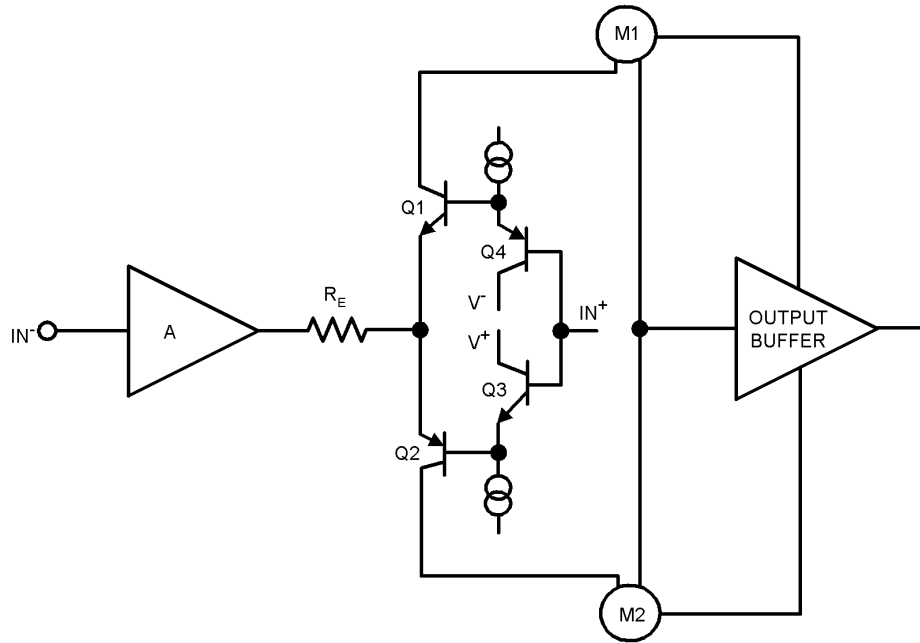 M1
Q1
Q4
R_E
V⁻
IN⁺
IN⁻
A
V⁺
OUTPUT
BUFFER
Q3
Q2
M2